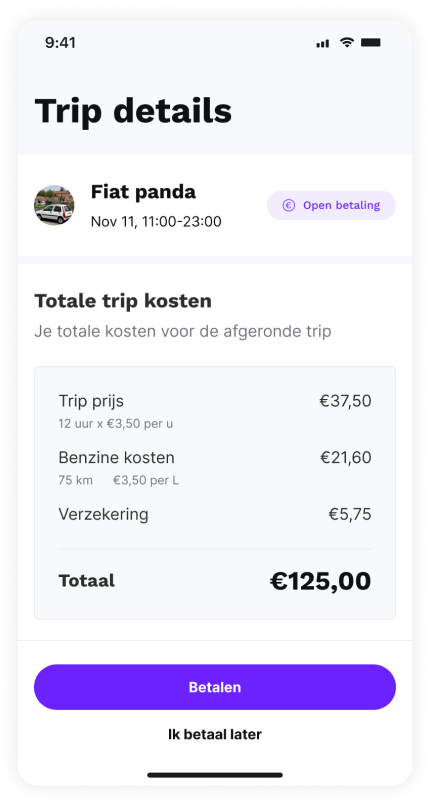 9:41
Trip details
Fiat panda
Nov 11, 11:00-23:00
€ Open betaling
Totale trip kosten
Je totale kosten voor de afgeronde trip
Trip prijs €37,50
12 uur x €3,50 per u
Benzine kosten €21,60
75 km €3,50 per L
Verzekering €5,75
Totaal €125,00
Betalen
Ik betaal later